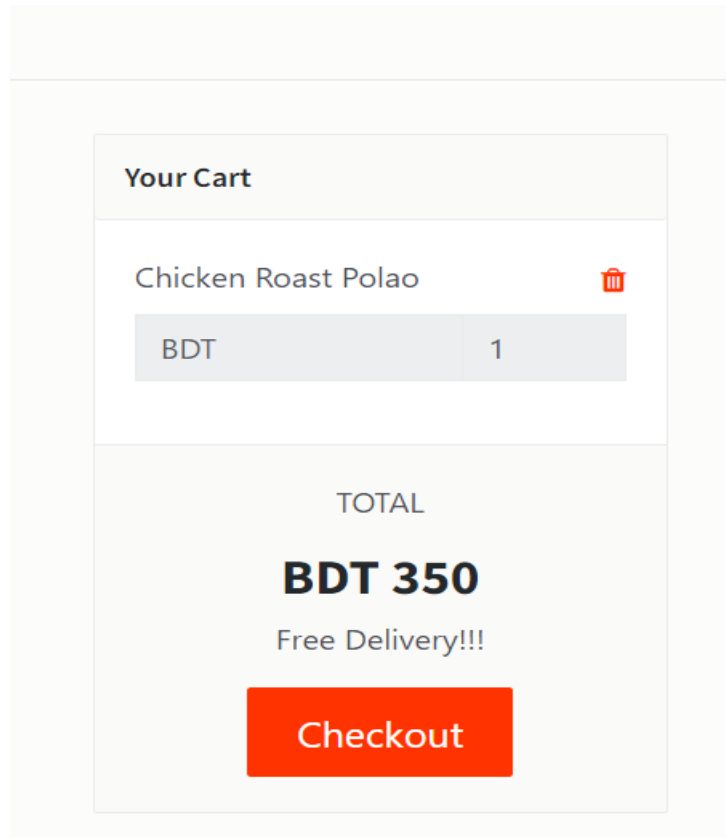 Your Cart
Chicken Roast Polao
BDT 1
TOTAL
BDT 350
Free Delivery!!!
Checkout